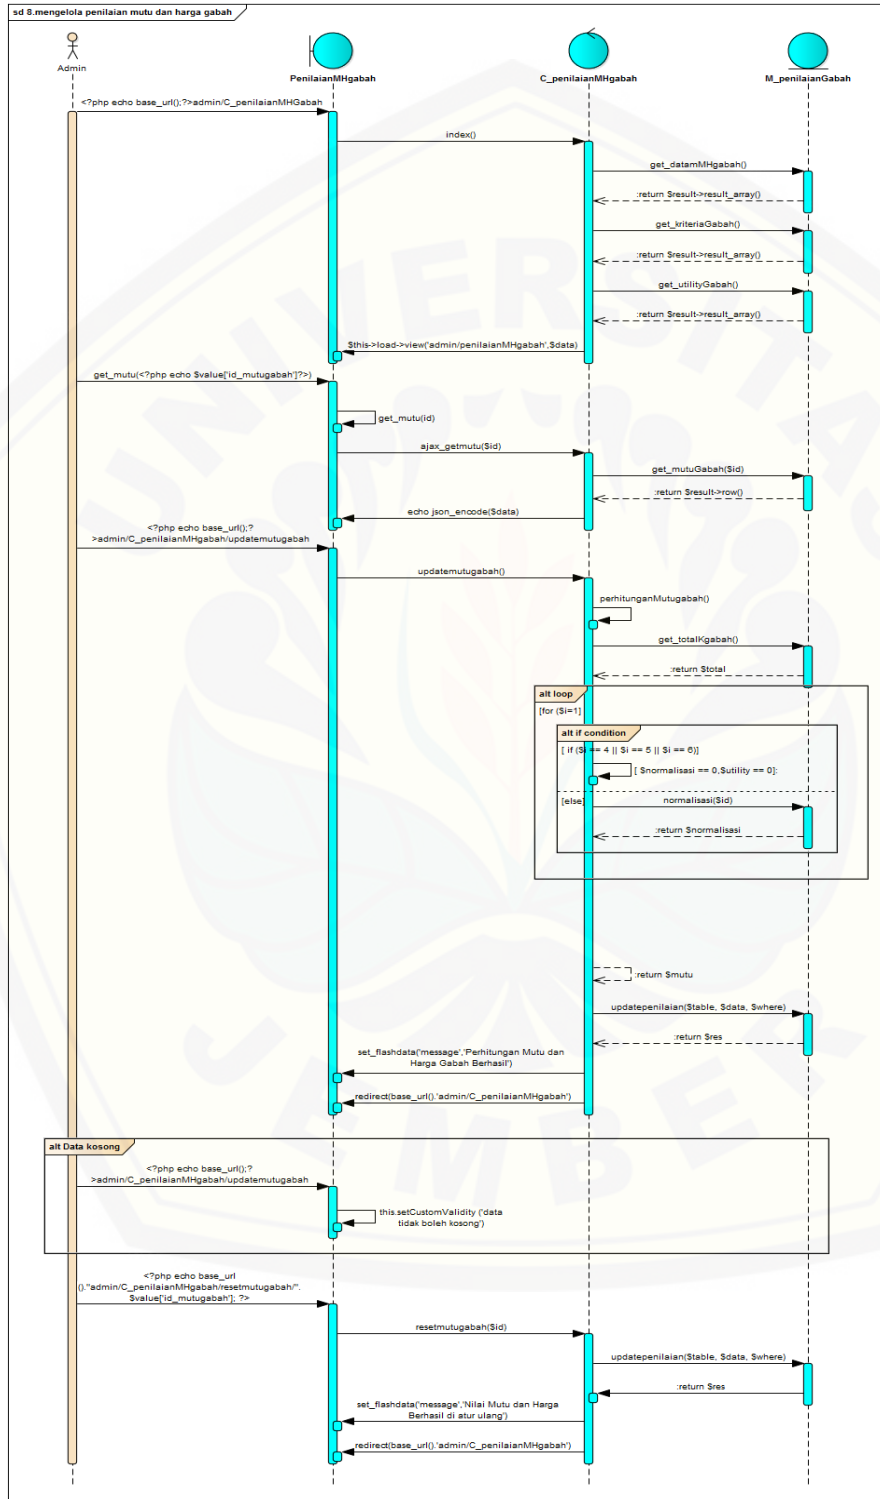 sd 8.mengelola penilaian mutu dan harga gabah
Admin
PenilaianMHgabah
C_penilaianMHgabah
M_penilaianGabah
<?php echo base_url();?>admin/C_penilaianMHGabah
index()
get_datamMHgabah()
:return $result->result_array()
get_kriteriaGabah()
:return $result->result_array()
get_utilityGabah()
:return $result->result_array()
$this->load->view('admin/penilaianMHgabah',$data)
get_mutu(<?php echo $value['id_mutugabah']?>)
get_mutu(id)
ajax_getmutu($id)
get_mutuGabah($id)
:return $result->row()
echo json_encode($data)
<?php echo base_url();?
>admin/C_penilaianMHgabah/updatemutugabah
updatemutugabah()
perhitunganMutugabah()
get_totalKgabah()
:return $total
alt loop
[for ($i=1]
alt if condition
[ if ($i == 4 || $i == 5 || $i == 6)]
[ $normalisasi == 0,$utility == 0]:
[else]
normalisasi($id)
:return $normalisasi
:return $mutu
updatepenilaian($table, $data, $where)
:return $res
set_flashdata('message','Perhitungan Mutu dan
Harga Gabah Berhasil')
redirect(base_url().'admin/C_penilaianMHgabah')
alt Data kosong
<?php echo base_url();?
>admin/C_penilaianMHgabah/updatemutugabah
this.setCustomValidity ('data
tidak boleh kosong')
<?php echo base_url
()."admin/C_penilaianMHgabah/resetmutugabah/".
$value['id_mutugabah']; ?>
resetmutugabah($id)
updatepenilaian($table, $data, $where)
:return $res
set_flashdata('message','Nilai Mutu dan Harga
Berhasil di atur ulang')
redirect(base_url().'admin/C_penilaianMHgabah')
UNIVERSITAS
JEMBER